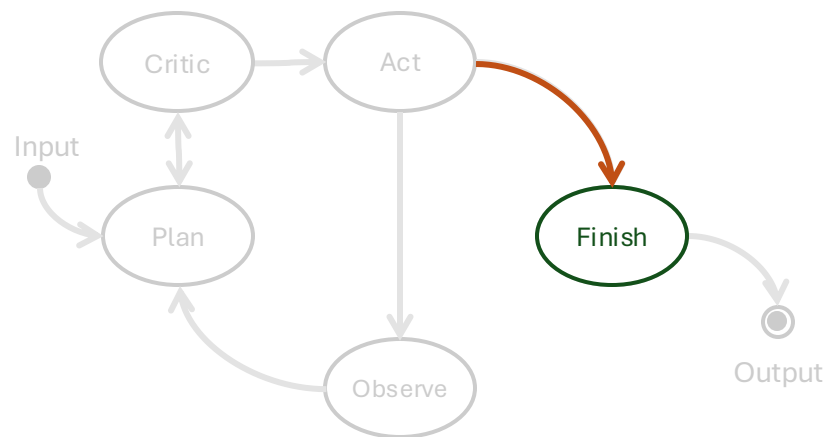 Critic
Act
Input
Plan
Finish
Observe
Output